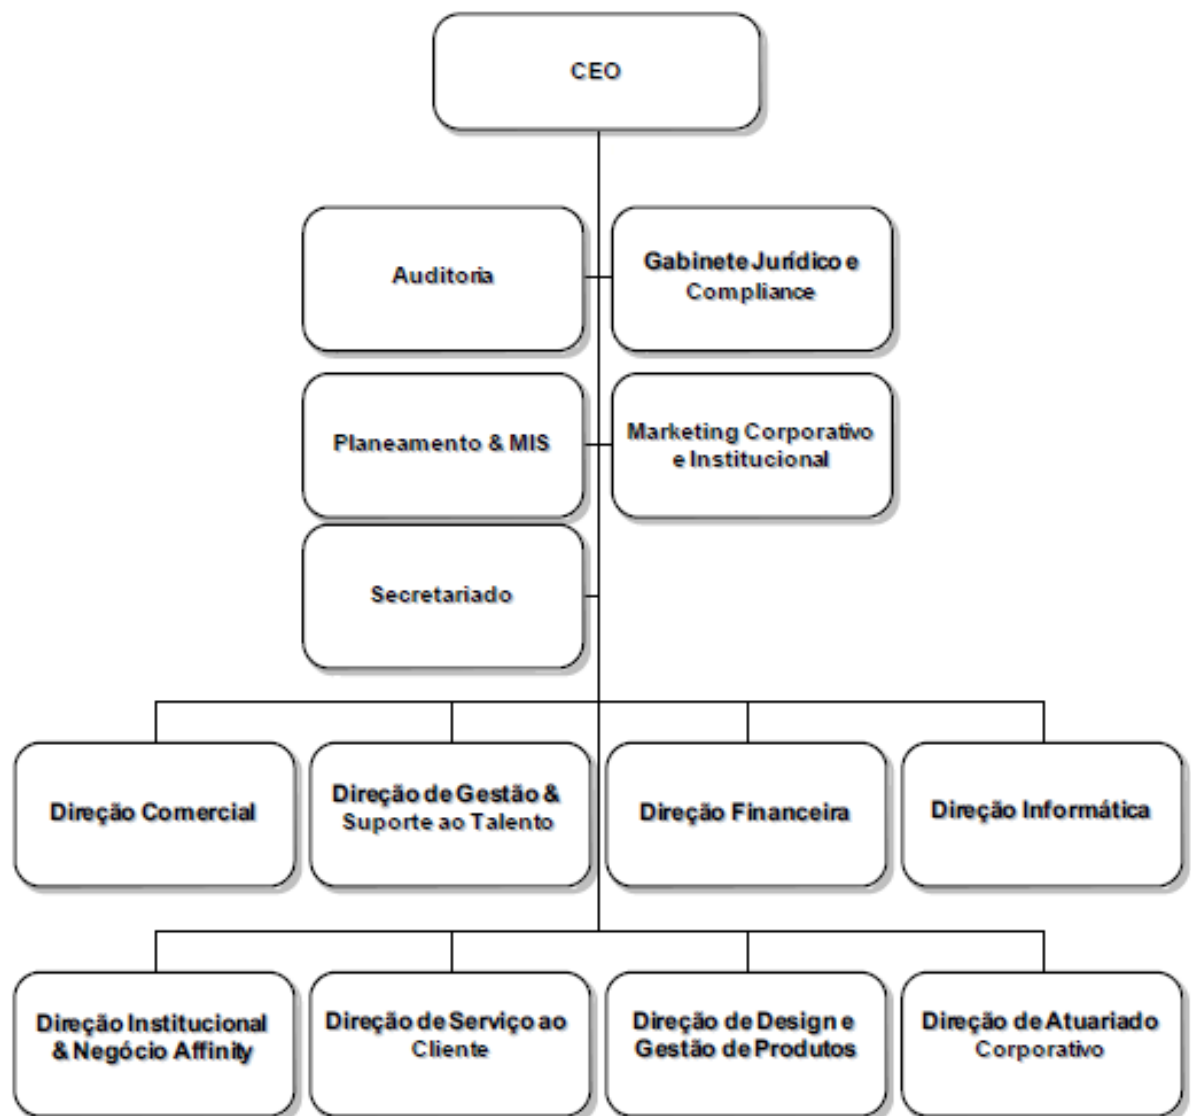 CEO
Auditoria
Gabinete Jurídico e
Compliance
Planeamento & MIS
Marketing Corporativo
e Institucional
Secretariado
Direção Comercial
Direção de Gestão &
Suporte ao Talento
Direção Financeira
Direção Informática
Direção Institucional
& Negócio Affinity
Direção de Serviço ao
Cliente
Direção de Design e
Gestão de Produtos
Direção de Atuariado
Corporativo